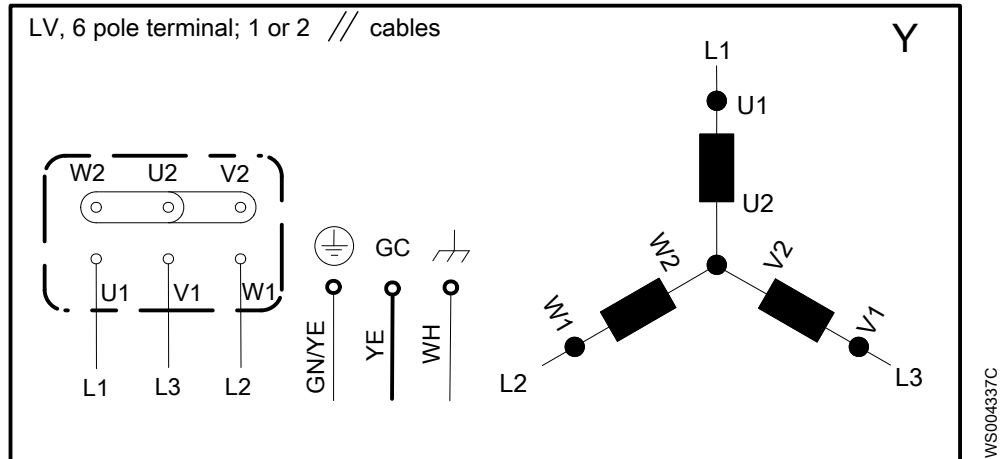 LV, 6 pole terminal; 1 or 2 // cables
Y
W2 U2 V2
U1 V1 W1
L1 L3 L2
GC
GN/YE
YE
WH
L1
U1
U2
W2
V2
W1
V1
L2
L3
WS004337C